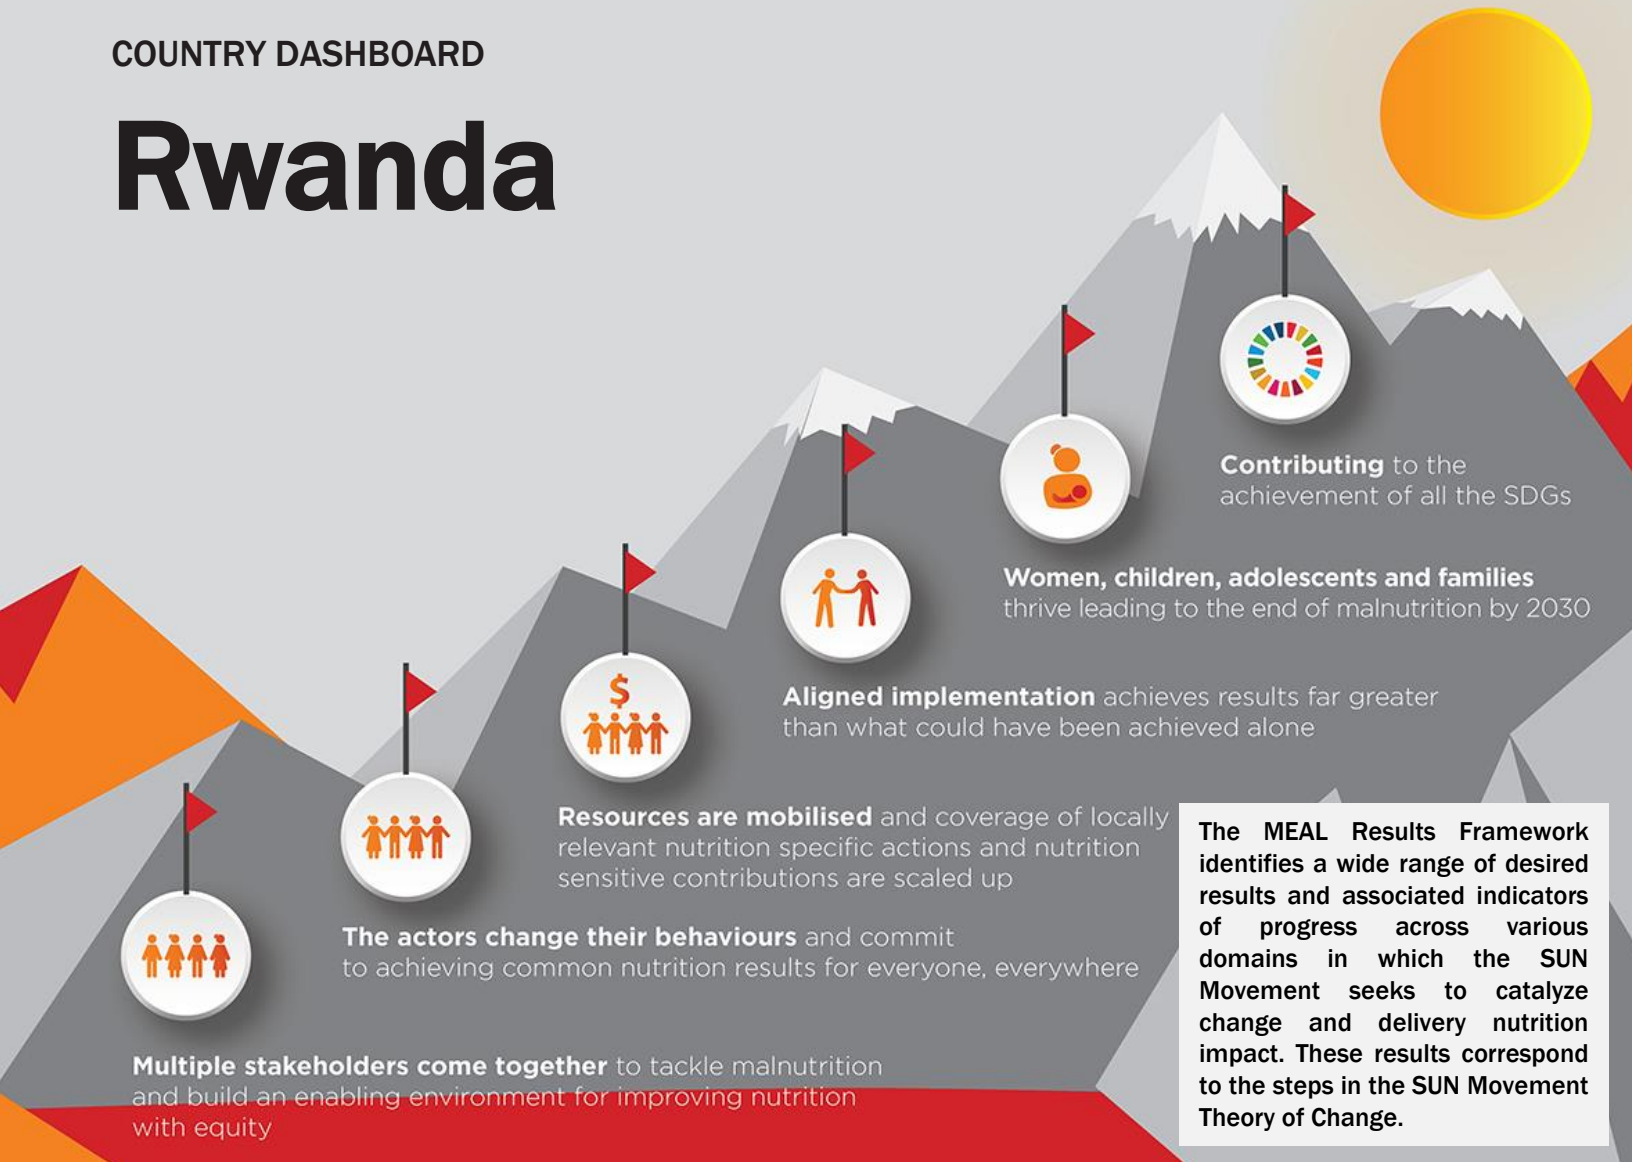 COUNTRY DASHBOARD
Rwanda
Contributing to the
achievement of all the SDGs
Women, children, adolescents and families
thrive leading to the end of malnutrition by 2030
Aligned implementation achieves results far greater
than what could have been achieved alone
$
Resources are mobilised and coverage of locally
relevant nutrition specific actions and nutrition
sensitive contributions are scaled up
The actors change their behaviours and commit
to achieving common nutrition results for everyone, everywhere
Multiple stakeholders come together to tackle malnutrition
and build an enabling environment for improving nutrition
with equity
The MEAL Results Framework
identifies a wide range of desired
results and associated indicators
of progress across various
domains in which the SUN
Movement seeks to catalyze
change and delivery nutrition
impact. These results correspond
to the steps in the SUN Movement
Theory of Change.